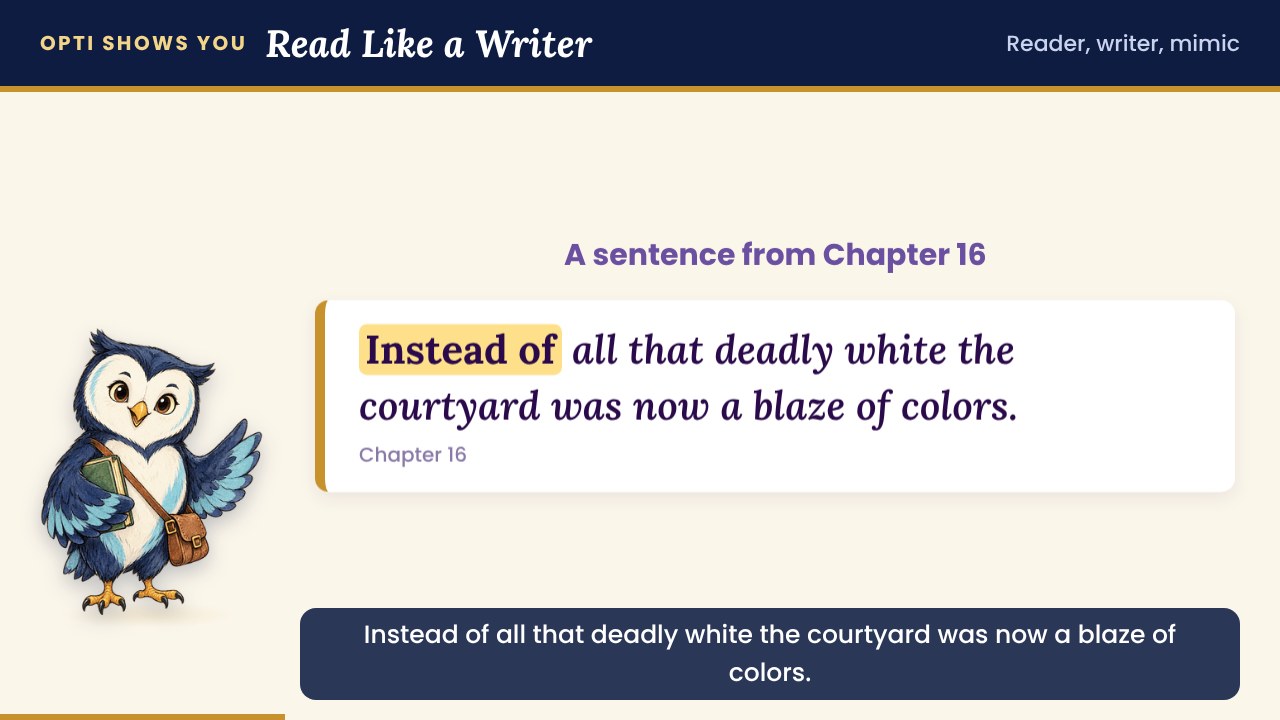 OPTI SHOWS YOU Read Like a Writer
Reader, writer, mimic
A sentence from Chapter 16
Instead of all that deadly white the
courtyard was now a blaze of colors.
Chapter 16
Instead of all that deadly white the courtyard was now a blaze of
colors.